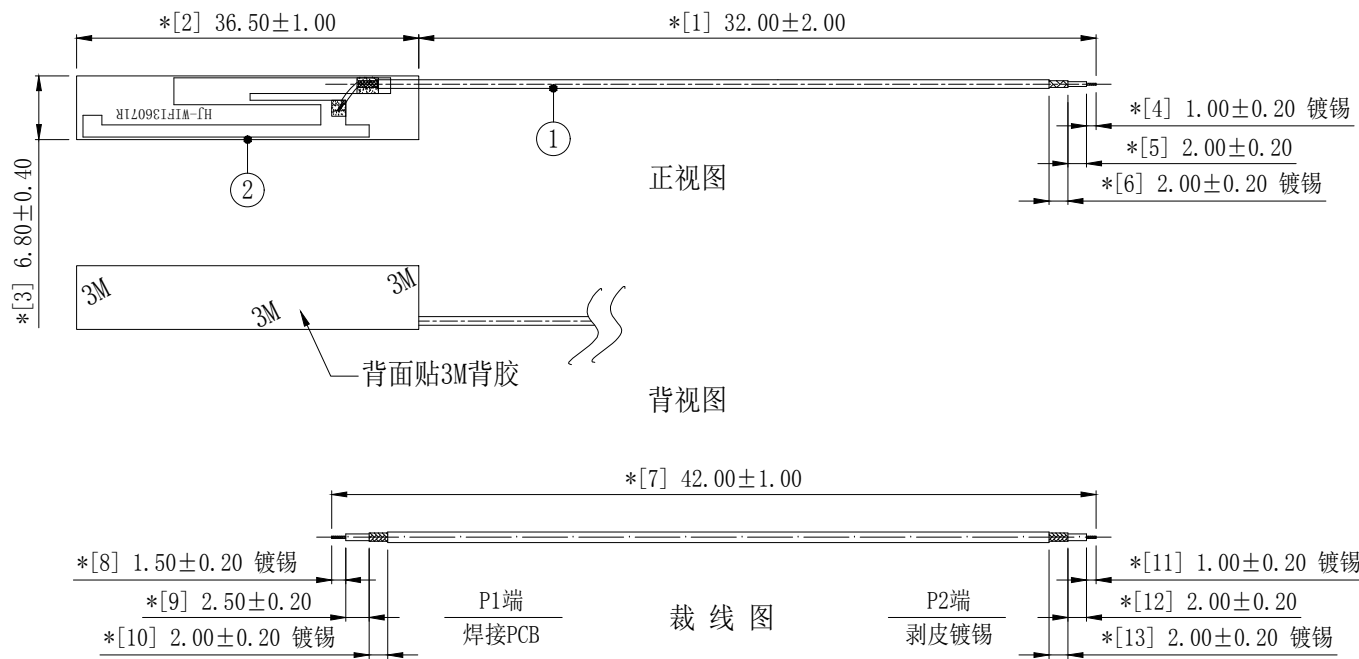 *[2] 36.50±1.00
*[1] 32.00±2.00
HJ-WIFI36071R
*[3] 6.80±0.40
1
2
*[4] 1.00±0.20 镀锡
*[5] 2.00±0.20
*[6] 2.00±0.20 镀锡
正视图
3M
3M
3M
背面贴3M背胶
背视图
*[7] 42.00±1.00
*[8] 1.50±0.20 镀锡
*[9] 2.50±0.20
*[10] 2.00±0.20 镀锡
P1端
焊接PCB
裁线图
P2端
剥皮镀锡
*[11] 1.00±0.20 镀锡
*[12] 2.00±0.20
*[13] 2.00±0.20 镀锡